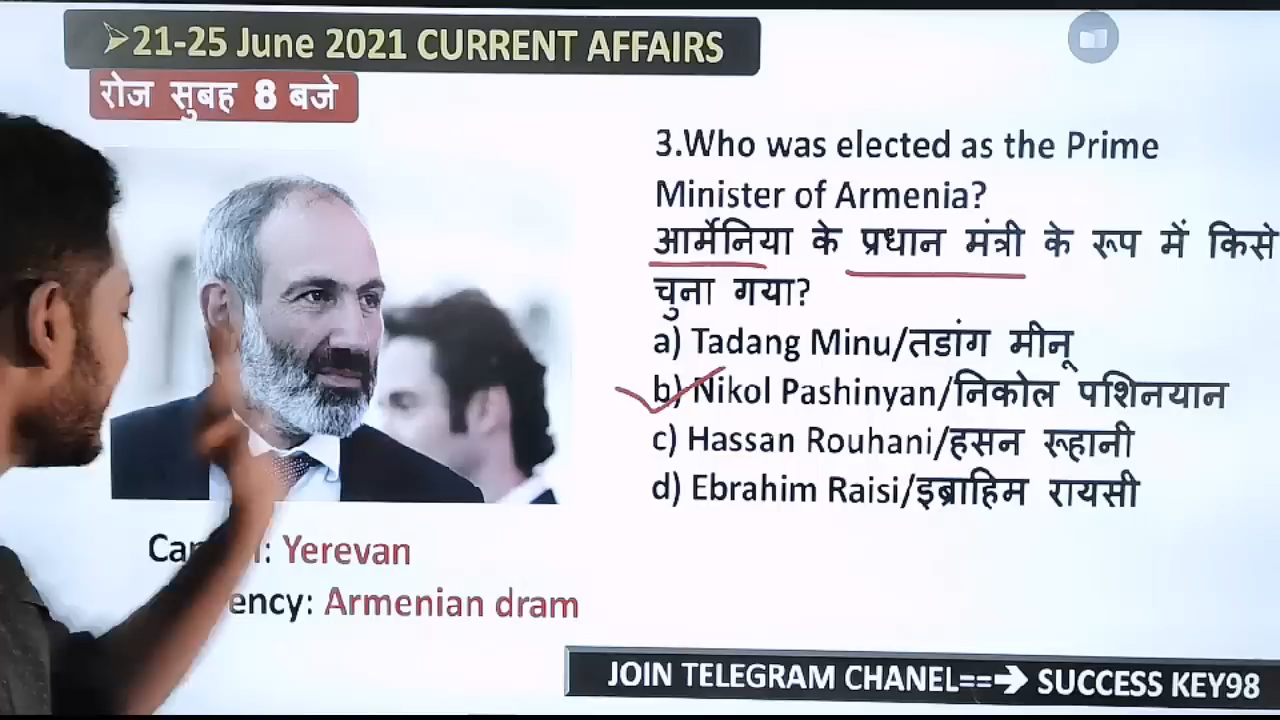 ➢21-25 June 2021 CURRENT AFFAIRS
रोज सुबह 8 बजे
3.Who was elected as the Prime
Minister of Armenia?
आर्मेनिया के प्रधान मंत्री के रूप में किसे
चुना गया?
a) Tadang Minu/तडांग मीनू
b) Nikol Pashinyan/निकोल पशिनयान
c) Hassan Rouhani/हसन रूहानी
d) Ebrahim Raisi/इब्राहिम रायसी
: Yerevan
Armenian dram
JOIN TELEGRAM CHANEL==➔ SUCCESS KEY98